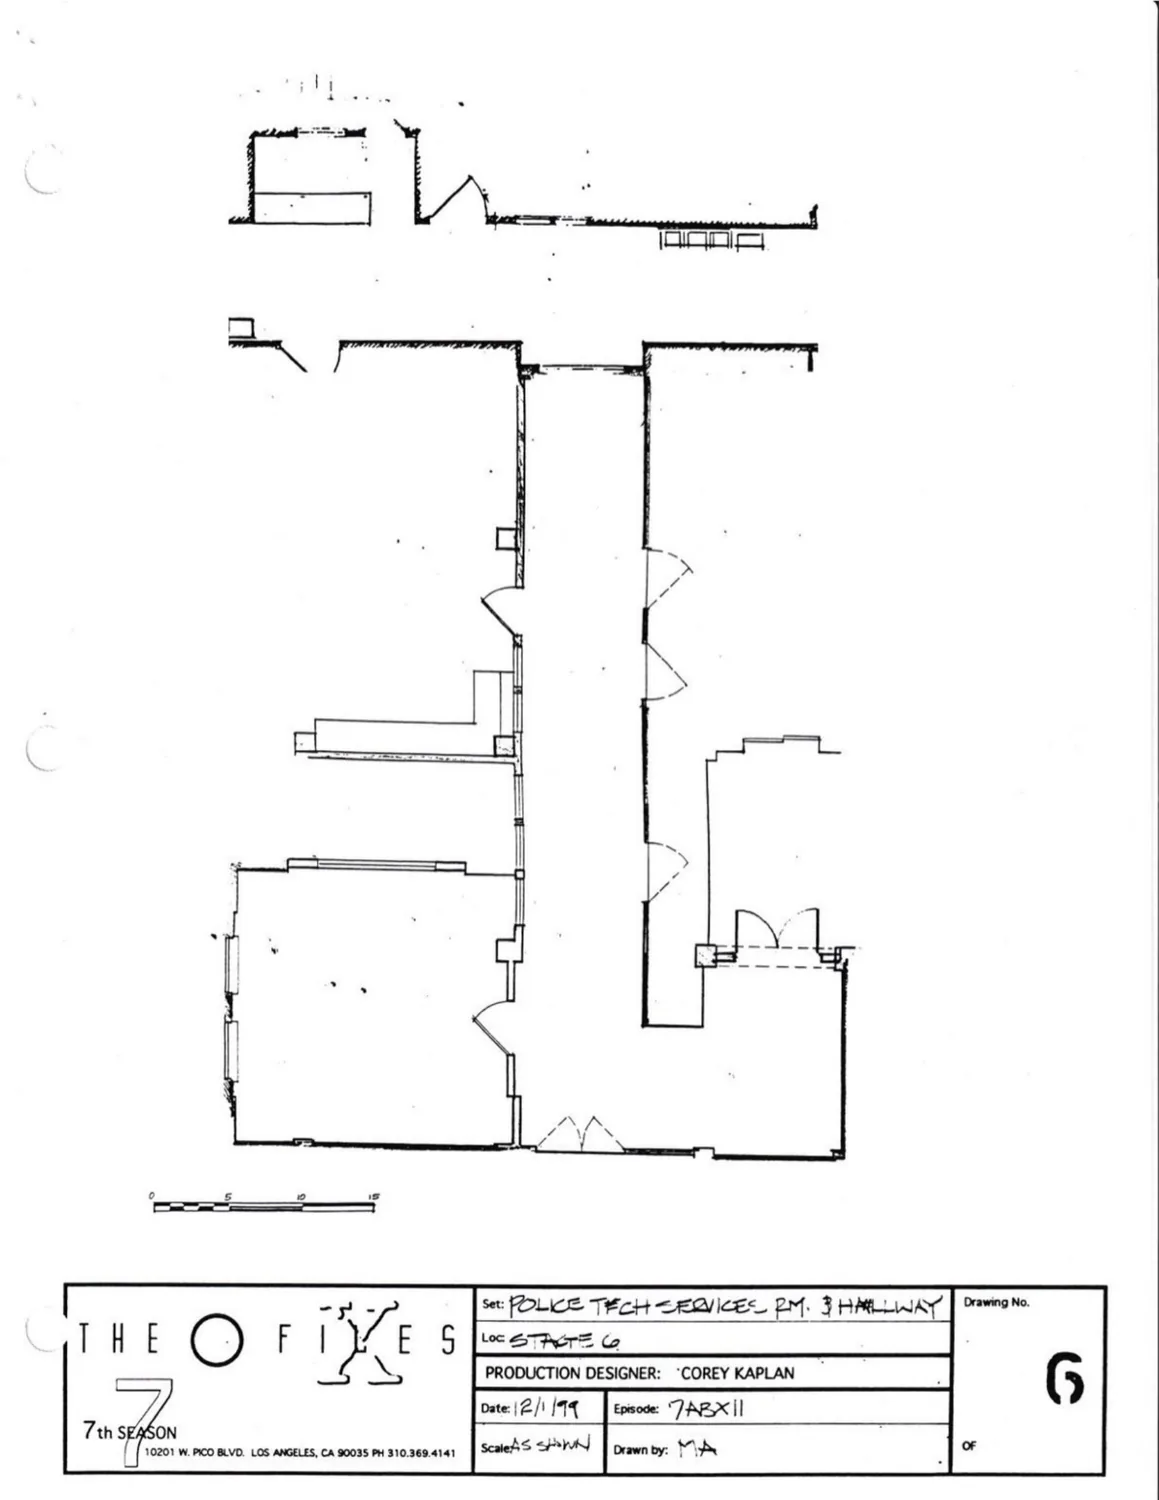 0 5 10 15
THE X FILES
7
7th SEASON
10201 W. PICO BLVD. LOS ANGELES, CA 90035 PH 310.369.4141
Set: POLICE TECH SERVICES RM. & HALLWAY
Loc: STAGE 6
PRODUCTION DESIGNER: COREY KAPLAN
Date: 12/1/99
Episode: 7ABX11
Scale: AS SHOWN
Drawn by: MA
Drawing No.
6
OF